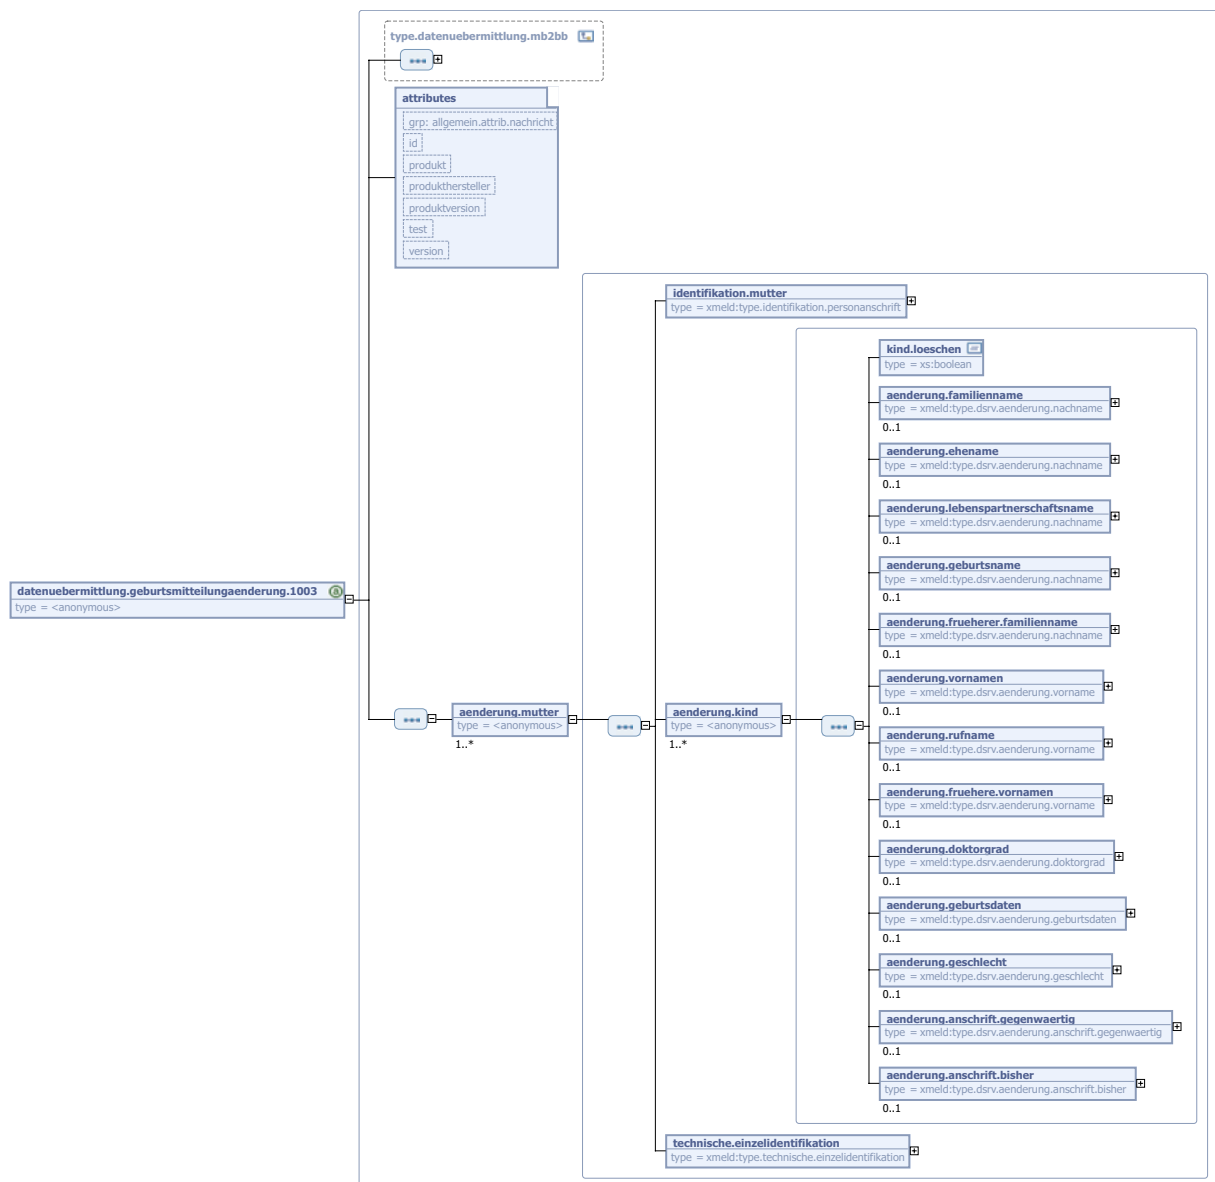 type.datenuebermittlung.mb2bb
attributes
grp: allgemein.attrib.nachricht
id
produkt
produkthersteller
produktversion
test
version
identifikation.mutter
type = xmeld:type.identifikation.personanschrift
kind.loeschen
type = xs:boolean
aenderung.familienname
type = xmeld:type.dsrv.aenderung.nachname
0..1
aenderung.ehename
type = xmeld:type.dsrv.aenderung.nachname
0..1
aenderung.lebenspartnerschaftsname
type = xmeld:type.dsrv.aenderung.nachname
0..1
aenderung.geburtsname
type = xmeld:type.dsrv.aenderung.nachname
0..1
datenuebermittlung.geburtsmitteilungaenderung.1003 a
type = <anonymous>
aenderung.frueherer.familienname
type = xmeld:type.dsrv.aenderung.nachname
0..1
aenderung.vornamen
type = xmeld:type.dsrv.aenderung.vorname
0..1
aenderung.mutter
type = <anonymous>
1..*
aenderung.kind
type = <anonymous>
1..*
aenderung.rufname
type = xmeld:type.dsrv.aenderung.vorname
0..1
aenderung.fruehere.vornamen
type = xmeld:type.dsrv.aenderung.vorname
0..1
aenderung.doktorgrad
type = xmeld:type.dsrv.aenderung.doktorgrad
0..1
aenderung.geburtsdaten
type = xmeld:type.dsrv.aenderung.geburtsdaten
0..1
aenderung.geschlecht
type = xmeld:type.dsrv.aenderung.geschlecht
0..1
aenderung.anschrift.gegenwaertig
type = xmeld:type.dsrv.aenderung.anschrift.gegenwaertig
0..1
aenderung.anschrift.bisher
type = xmeld:type.dsrv.aenderung.anschrift.bisher
0..1
technische.einzelidentifikation
type = xmeld:type.technische.einzelidentifikation